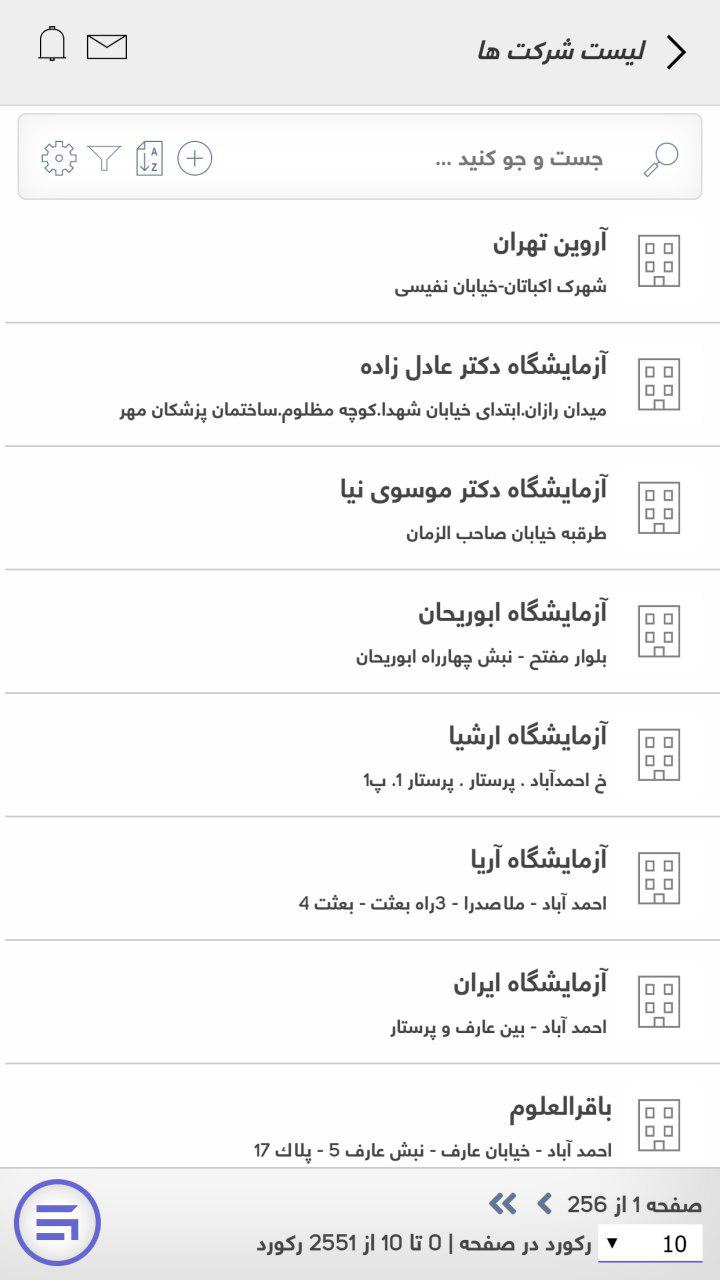 لیست شرکت ها
جست و جو کنید ...
A
Z
آروین تهران
شهرک اکباتان-خیابان نفیسی
آزمایشگاه دکتر عادل زاده
میدان رازان.ابتدای خیابان شهدا.کوچه مظلوم.ساختمان پزشکان مهر
آزمایشگاه دکتر موسوی نیا
طرقبه خیابان صاحب الزمان
آزمایشگاه ابوریحان
بلوار مفتح - نبش چهارراه ابوریحان
آزمایشگاه ارشیا
خ احمدآباد . پرستار . پرستار 1. پ1
آزمایشگاه آریا
احمد آباد - ملاصدرا - 3راه بعثت - بعثت 4
آزمایشگاه ایران
احمد آباد - بین عارف و پرستار
باقرالعلوم
احمد آباد - خیابان عارف - نبش عارف 5 - پلاك 17
صفحه 1 از 256
10 رکورد در صفحه | 0 تا 10 از 2551 رکورد